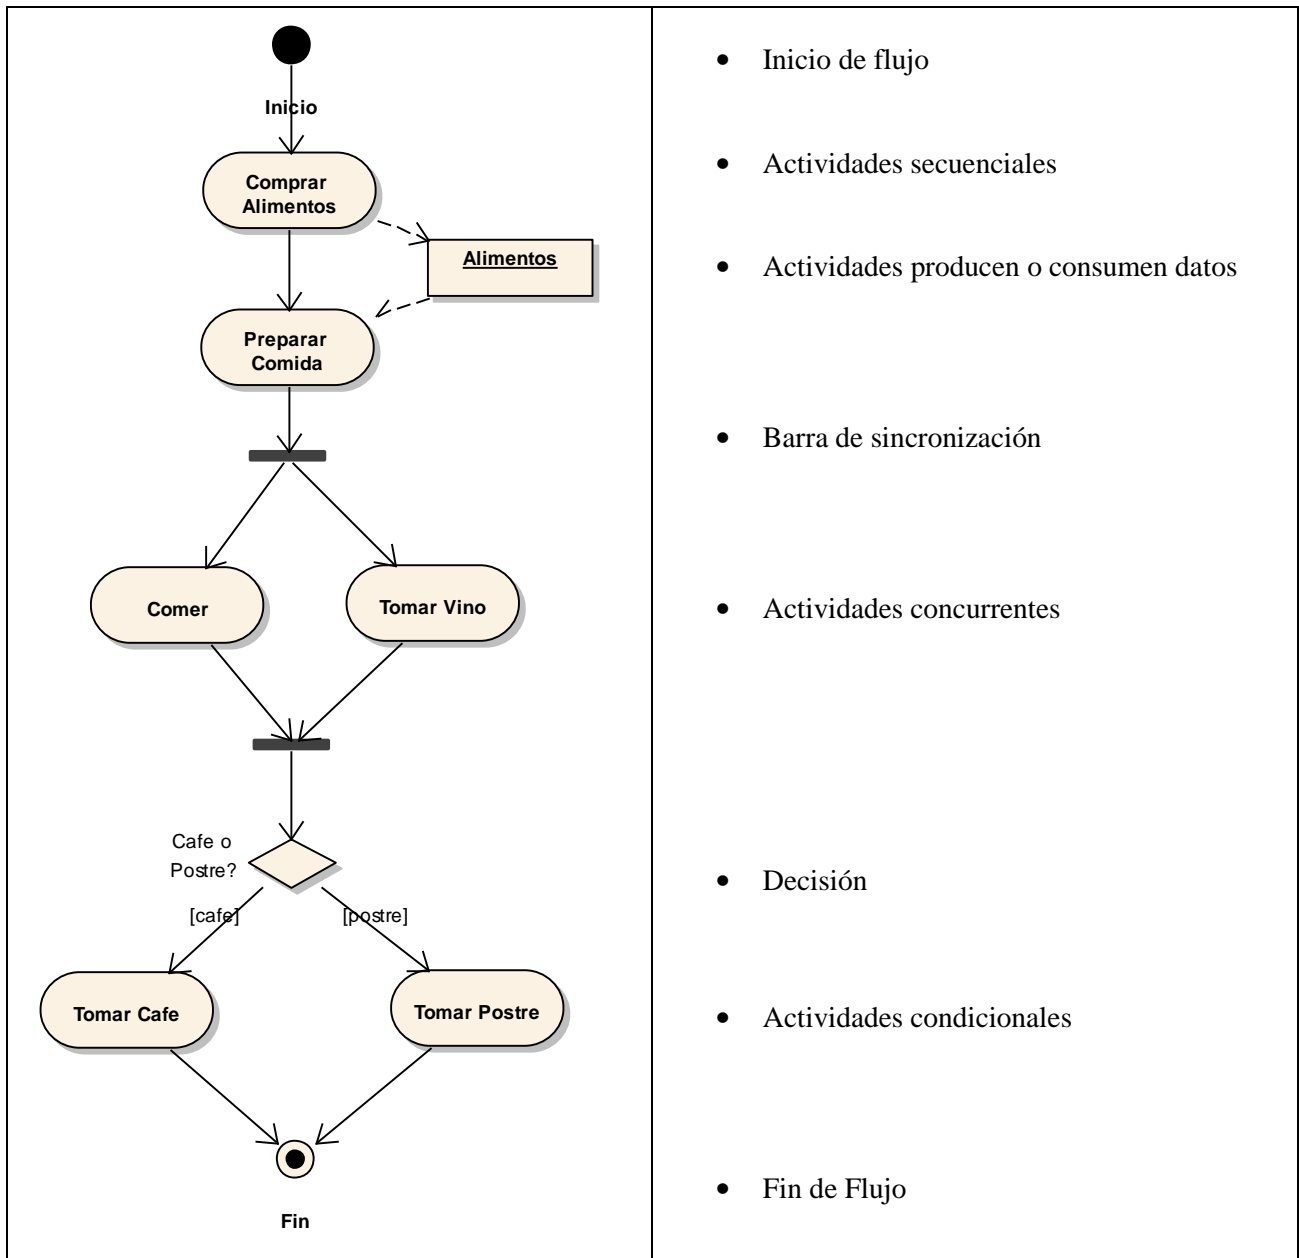 Inicio
Comprar
Alimentos
Alimentos
Preparar
Comida
Comer
Tomar Vino
Cafe o
Postre?
[cafe]
[postre]
Tomar Cafe
Tomar Postre
Fin
• Inicio de flujo
• Actividades secuenciales
• Actividades producen o consumen datos
• Barra de sincronización
• Actividades concurrentes
• Decisión
• Actividades condicionales
• Fin de Flujo